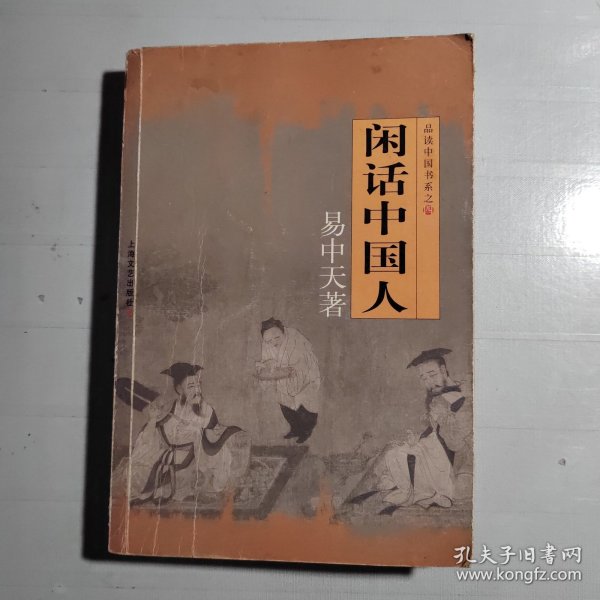 品读中国书系之四
闲话中国人
易中天著
上海文艺出版社
孔夫子旧书网
www.kongfz.com